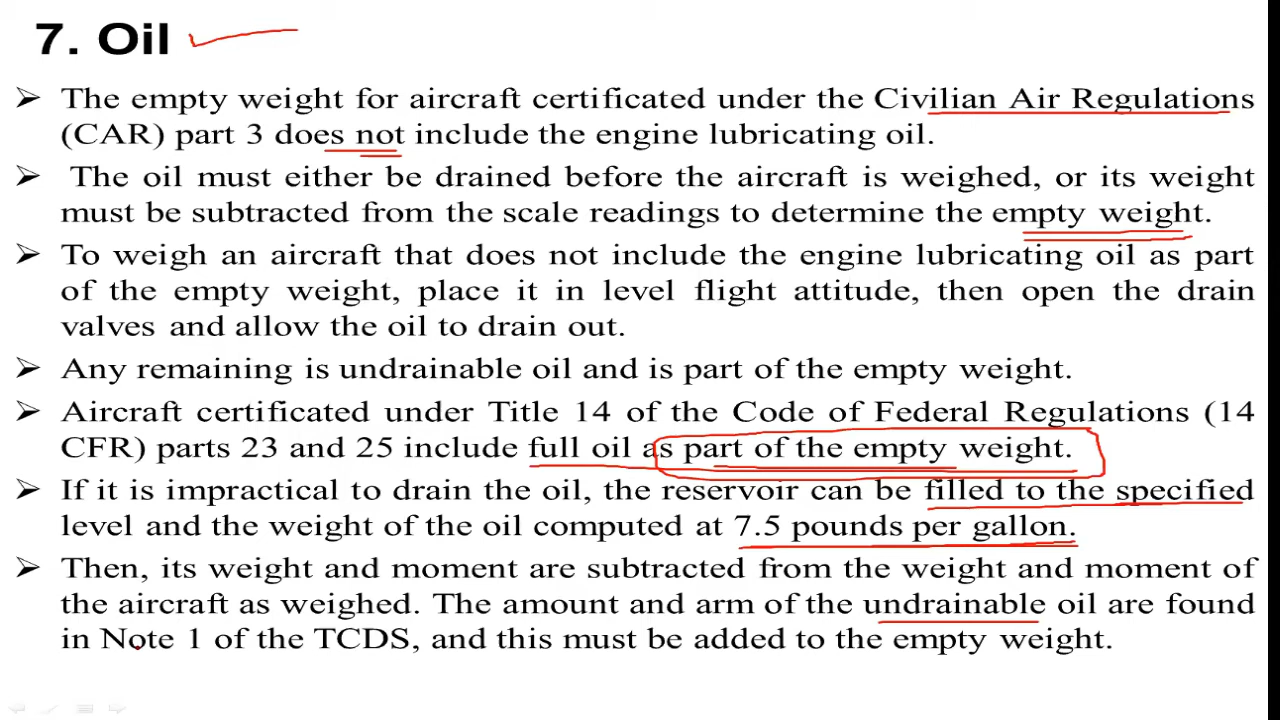 7. Oil
➢ The empty weight for aircraft certificated under the Civilian Air Regulations
(CAR) part 3 does not include the engine lubricating oil.
➢ The oil must either be drained before the aircraft is weighed, or its weight
must be subtracted from the scale readings to determine the empty weight.
➢ To weigh an aircraft that does not include the engine lubricating oil as part
of the empty weight, place it in level flight attitude, then open the drain
valves and allow the oil to drain out.
➢ Any remaining is undrainable oil and is part of the empty weight.
➢ Aircraft certificated under Title 14 of the Code of Federal Regulations (14
CFR) parts 23 and 25 include full oil as part of the empty weight.
➢ If it is impractical to drain the oil, the reservoir can be filled to the specified
level and the weight of the oil computed at 7.5 pounds per gallon.
➢ Then, its weight and moment are subtracted from the weight and moment of
the aircraft as weighed. The amount and arm of the undrainable oil are found
in Note 1 of the TCDS, and this must be added to the empty weight.